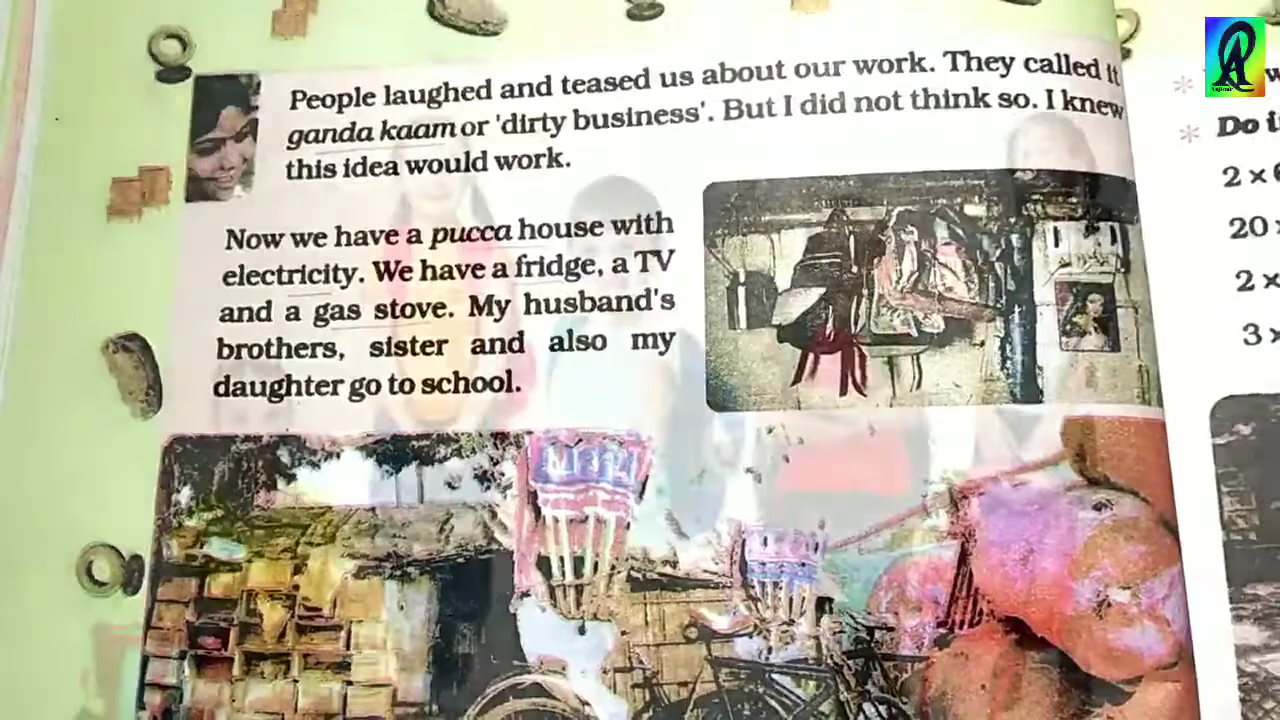 People laughed and teased us about our work. They called it
ganda kaam or 'dirty business'. But I did not think so. I knew
this idea would work.
Now we have a pucca house with
electricity. We have a fridge, a TV
and a gas stove. My husband's
brothers, sister and also my
daughter go to school.
* Do
2 ×
20
2 ×
3